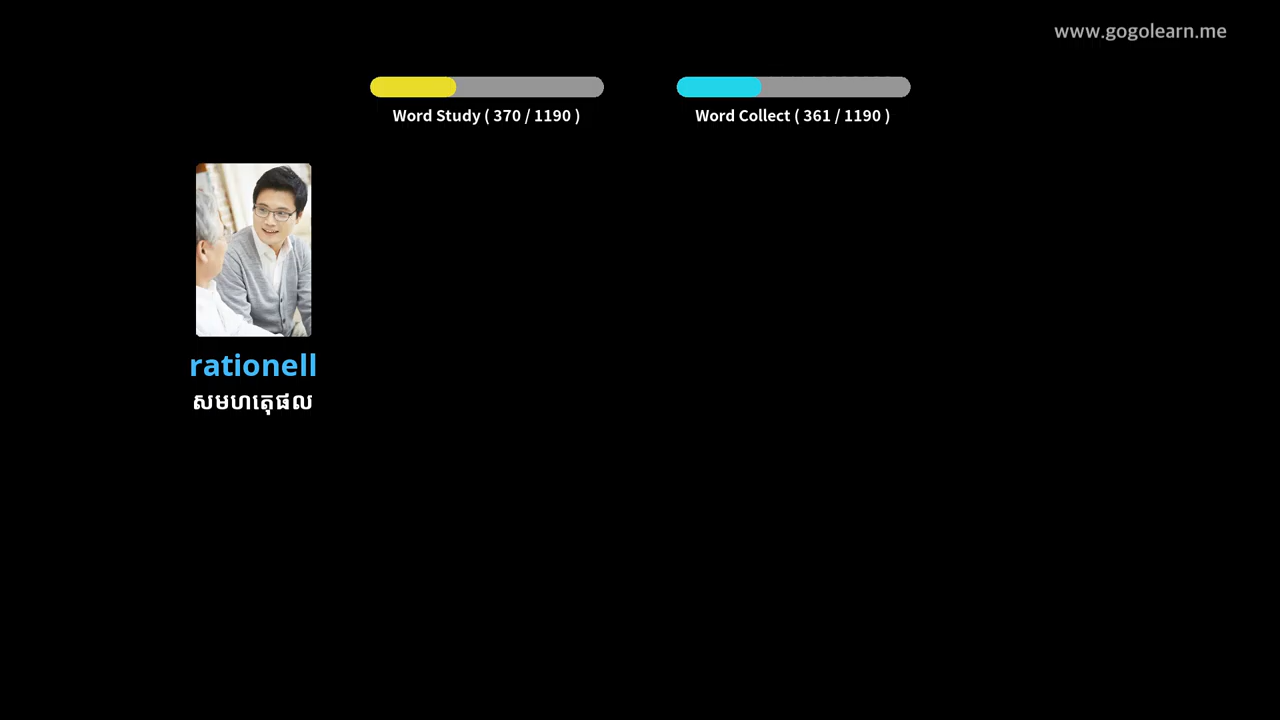 www.gogolearn.me
Word Study ( 370 / 1190 )
Word Collect ( 361 / 1190 )
rationell
សមហតេុផល